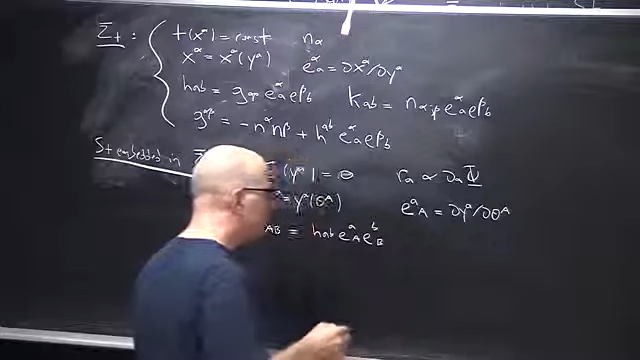 Σ_t : { t(x^α) = const   n_α
x^α = x^α(y^a)   e^α_a = ∂x^α/∂y^a
h_ab = g_αβ e^α_a e^β_b   K_ab = n_α;β e^α_a e^β_b
g^αβ = -n^α n^β + h^ab e^α_a e^β_b
S_t embedded in Σ (y^a) = 0   r_a ∝ ∂_a Φ
= y^a(θ^A)   e^a_A = ∂y^a/∂θ^A
AB = h_ab e^a_A e^b_B